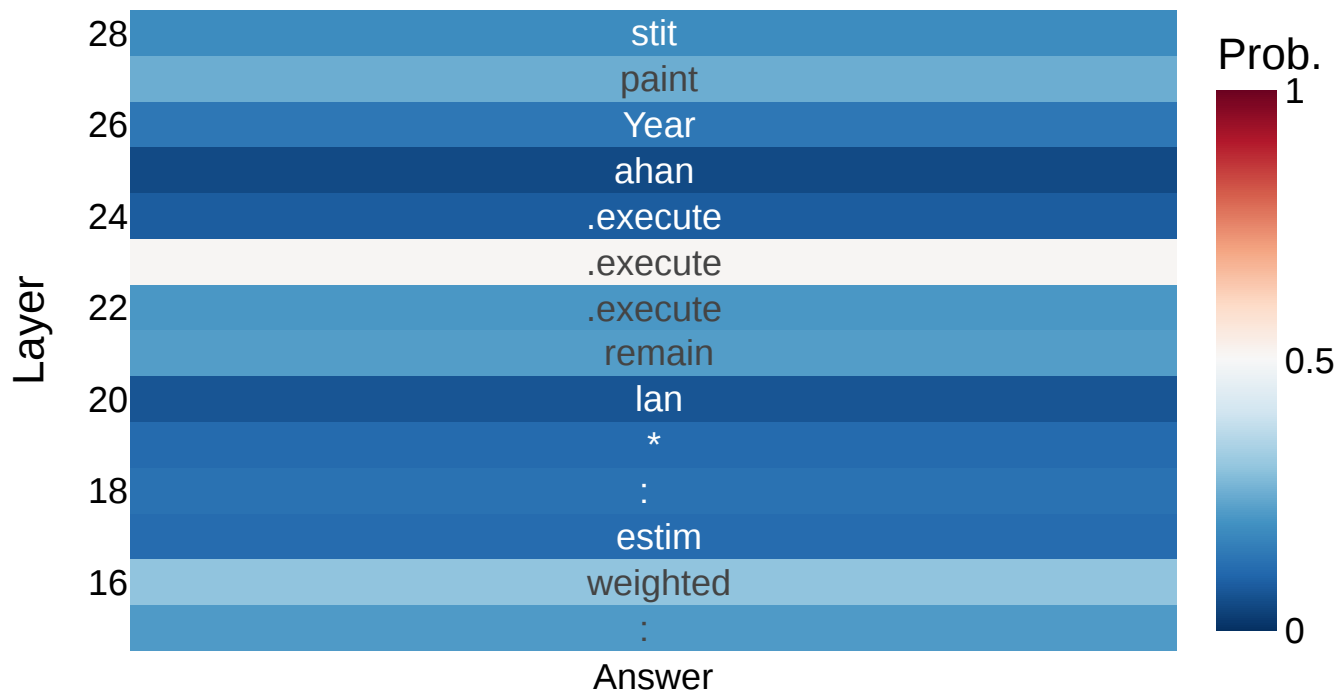 28 stit
Prob.
paint
1
26 Year
ahan
24 .execute
.execute
22 .execute
Layer
remain
0.5
20 lan
*
18 :
estim
16 weighted
:
0
Answer